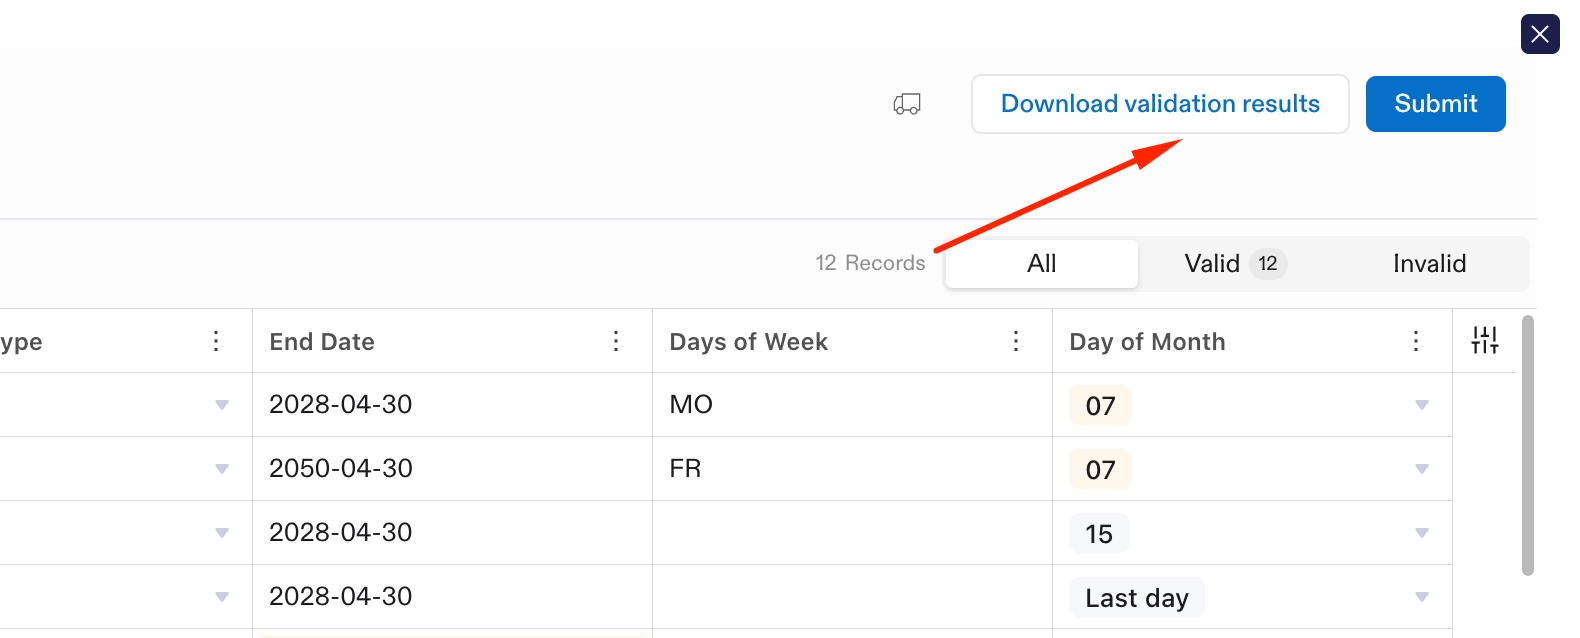 Download validation results Submit
12 Records All Valid 12 Invalid
ype End Date Days of Week Day of Month
2028-04-30 MO 07
2050-04-30 FR 07
2028-04-30 15
2028-04-30 Last day